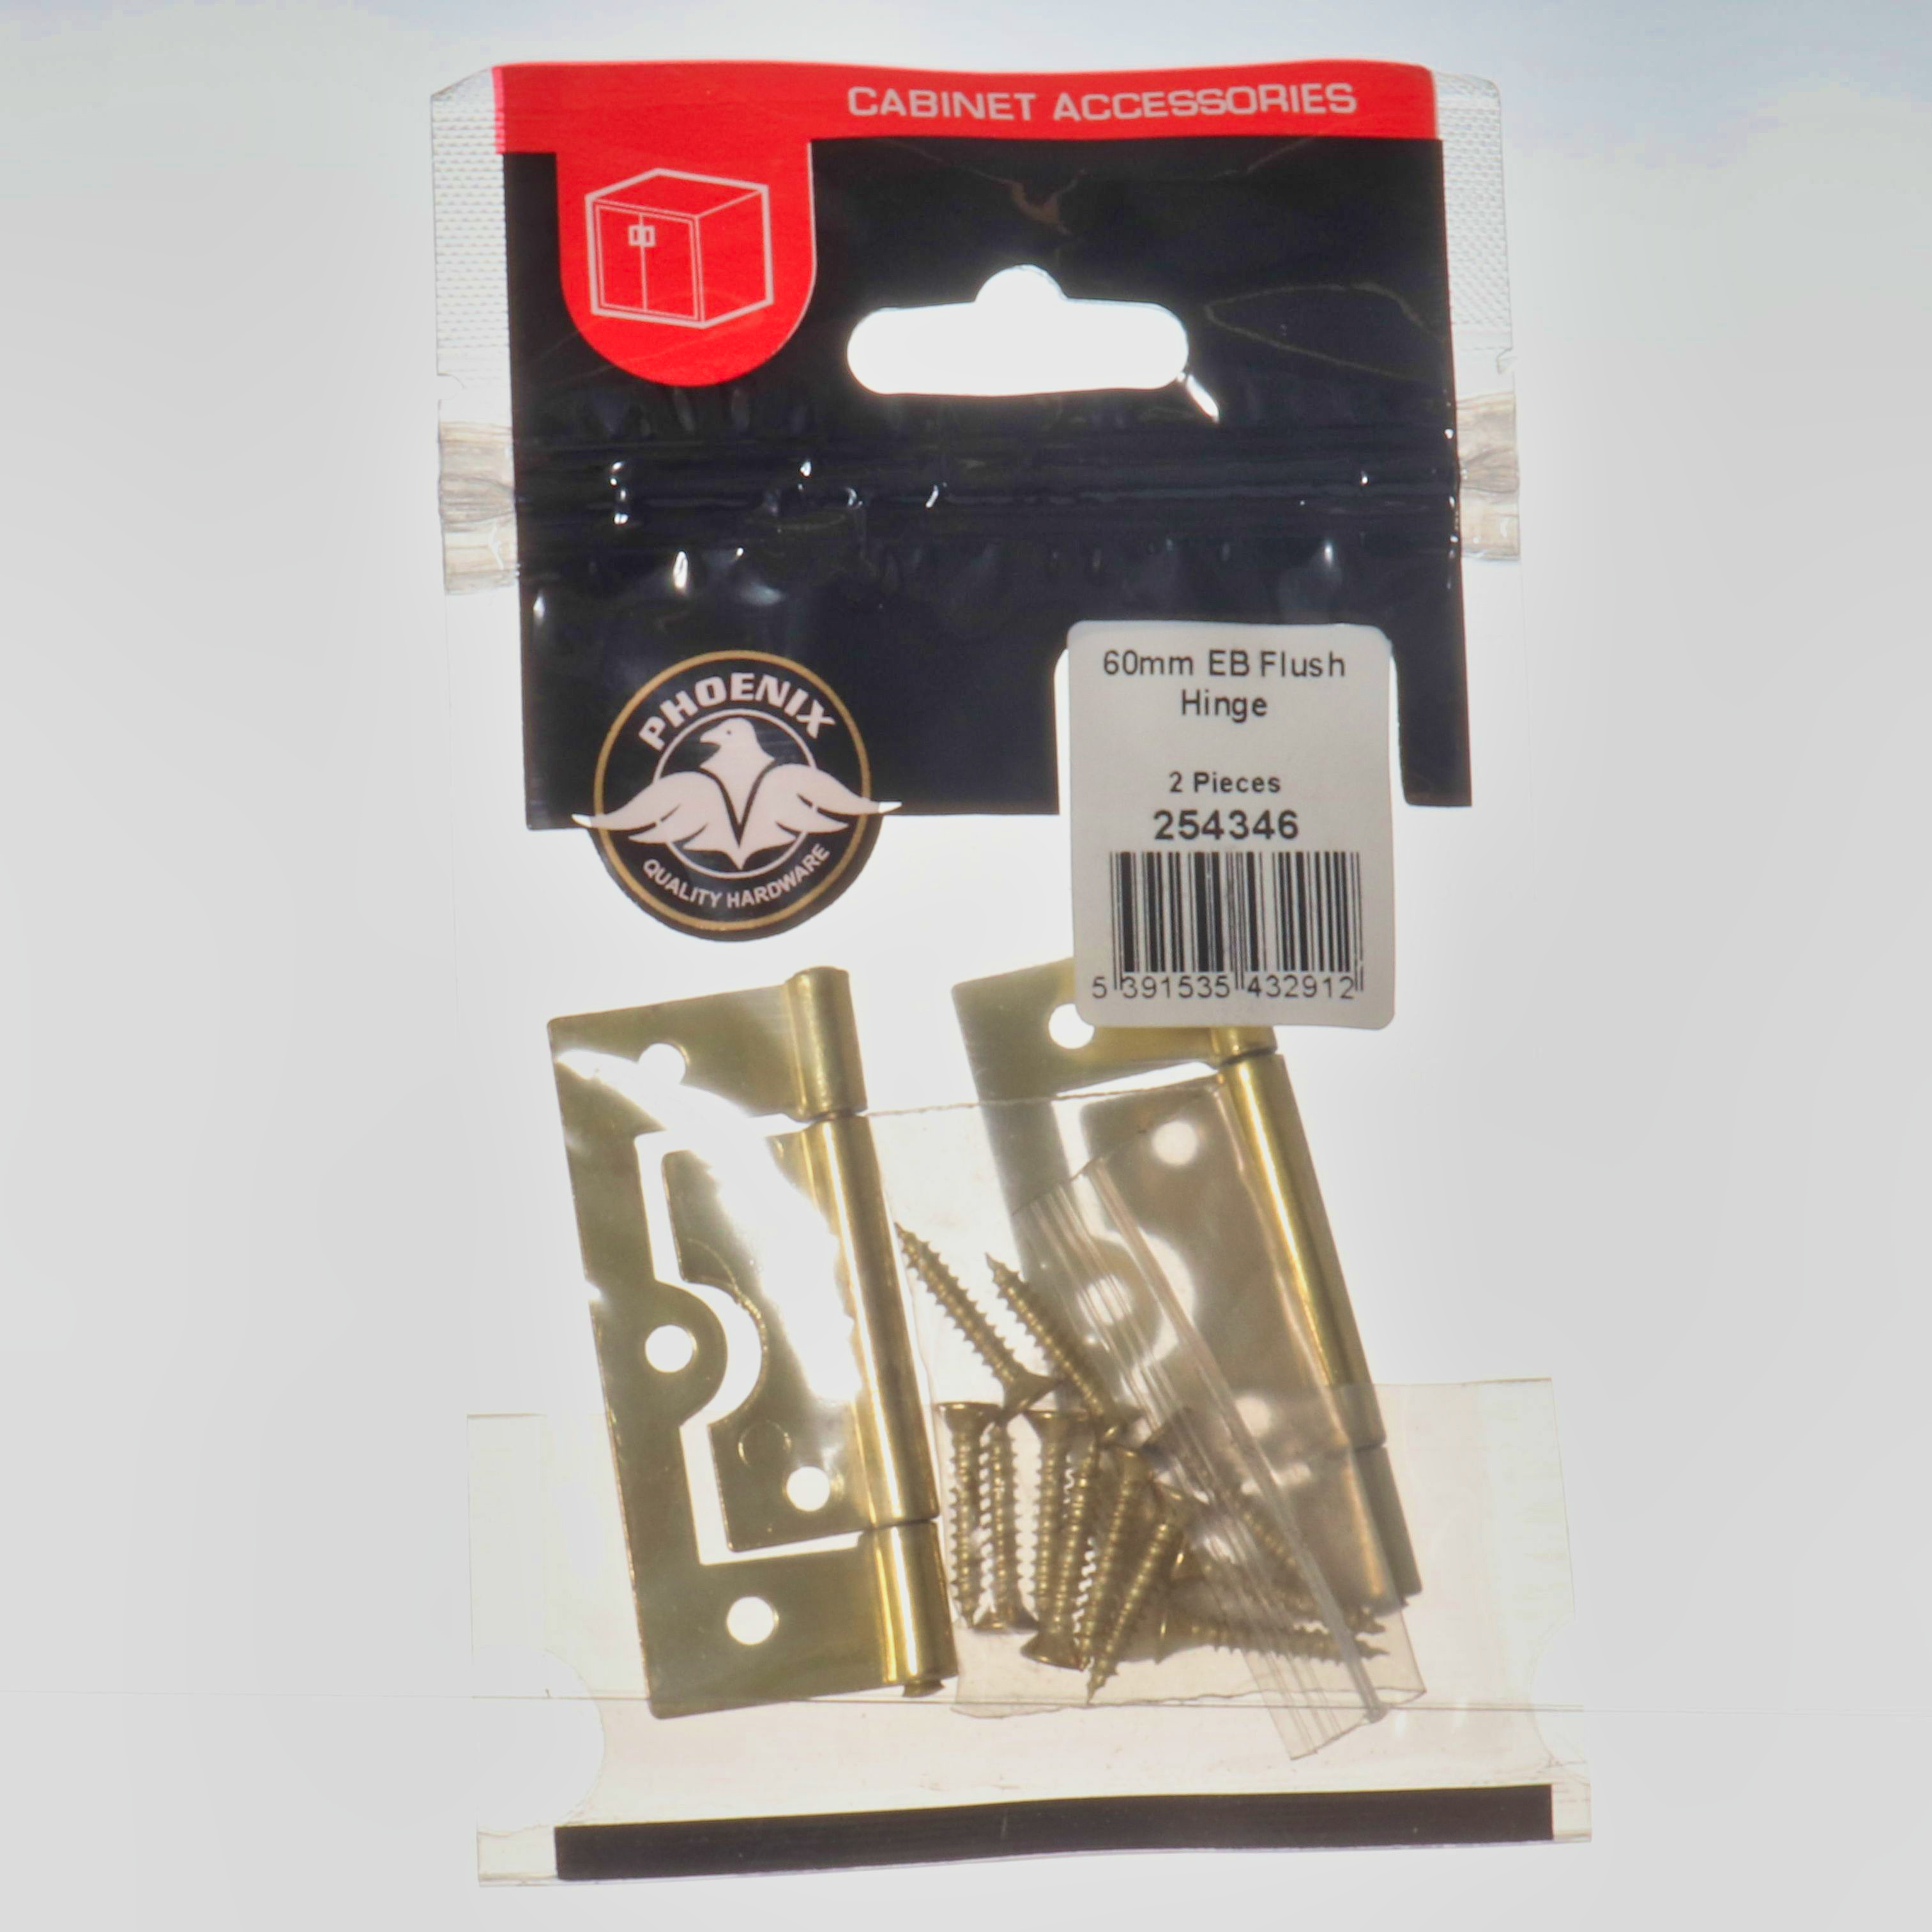 CABINET ACCESSORIES
PHOENIX
QUALITY HARDWARE
60mm EB Flush
Hinge
2 Pieces
254346
5 391535 432912